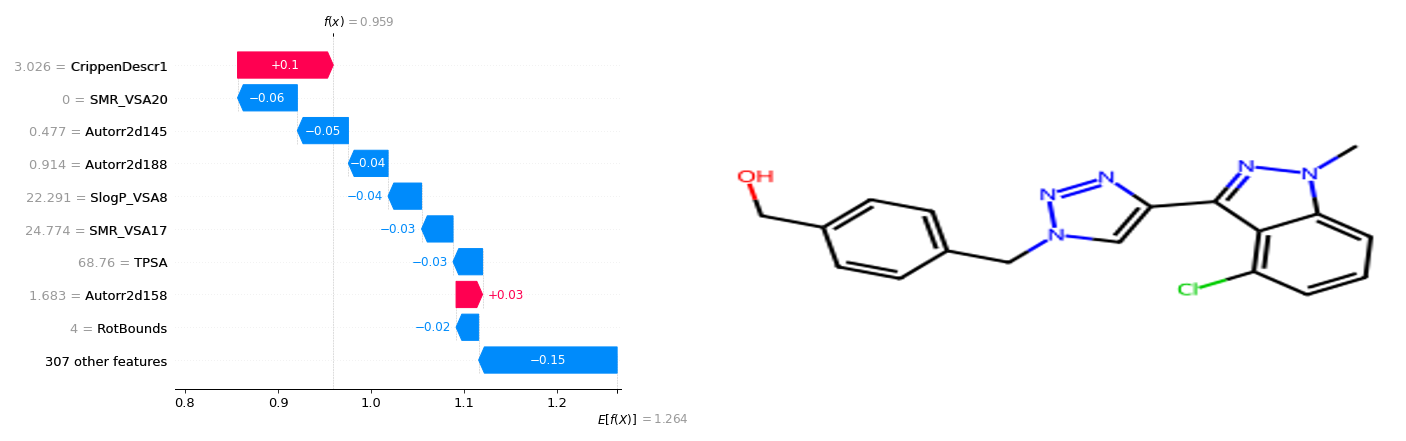 f(x) = 0.959
3.026 = CrippenDescr1
+0.1
0 = SMR_VSA20
−0.06
0.477 = Autorr2d145
−0.05
0.914 = Autorr2d188
−0.04
22.291 = SlogP_VSA8
−0.04
24.774 = SMR_VSA17
−0.03
68.76 = TPSA
−0.03
1.683 = Autorr2d158
+0.03
4 = RotBounds
−0.02
307 other features
−0.15
0.8 0.9 1.0 1.1 1.2
E[f(X)] = 1.264
OH
N
N
N
N
N
Cl